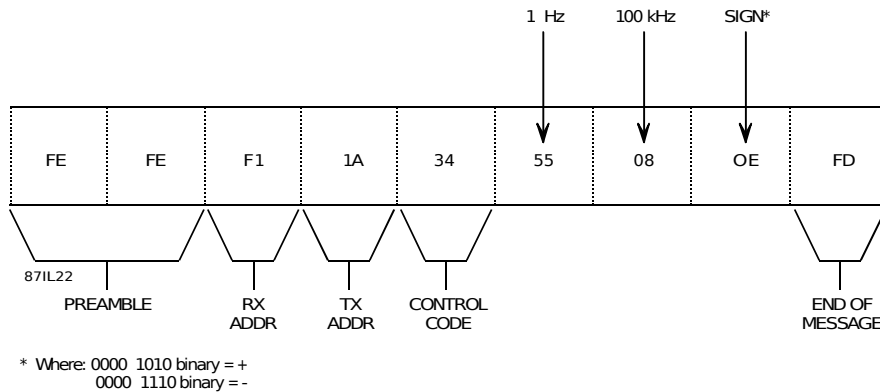 1 Hz 100 kHz SIGN*
FE FE F1 1A 34 55 08 OE FD
87IL22
PREAMBLE RX ADDR TX ADDR CONTROL CODE END OF MESSAGE
* Where: 0000 1010 binary = +
0000 1110 binary = -